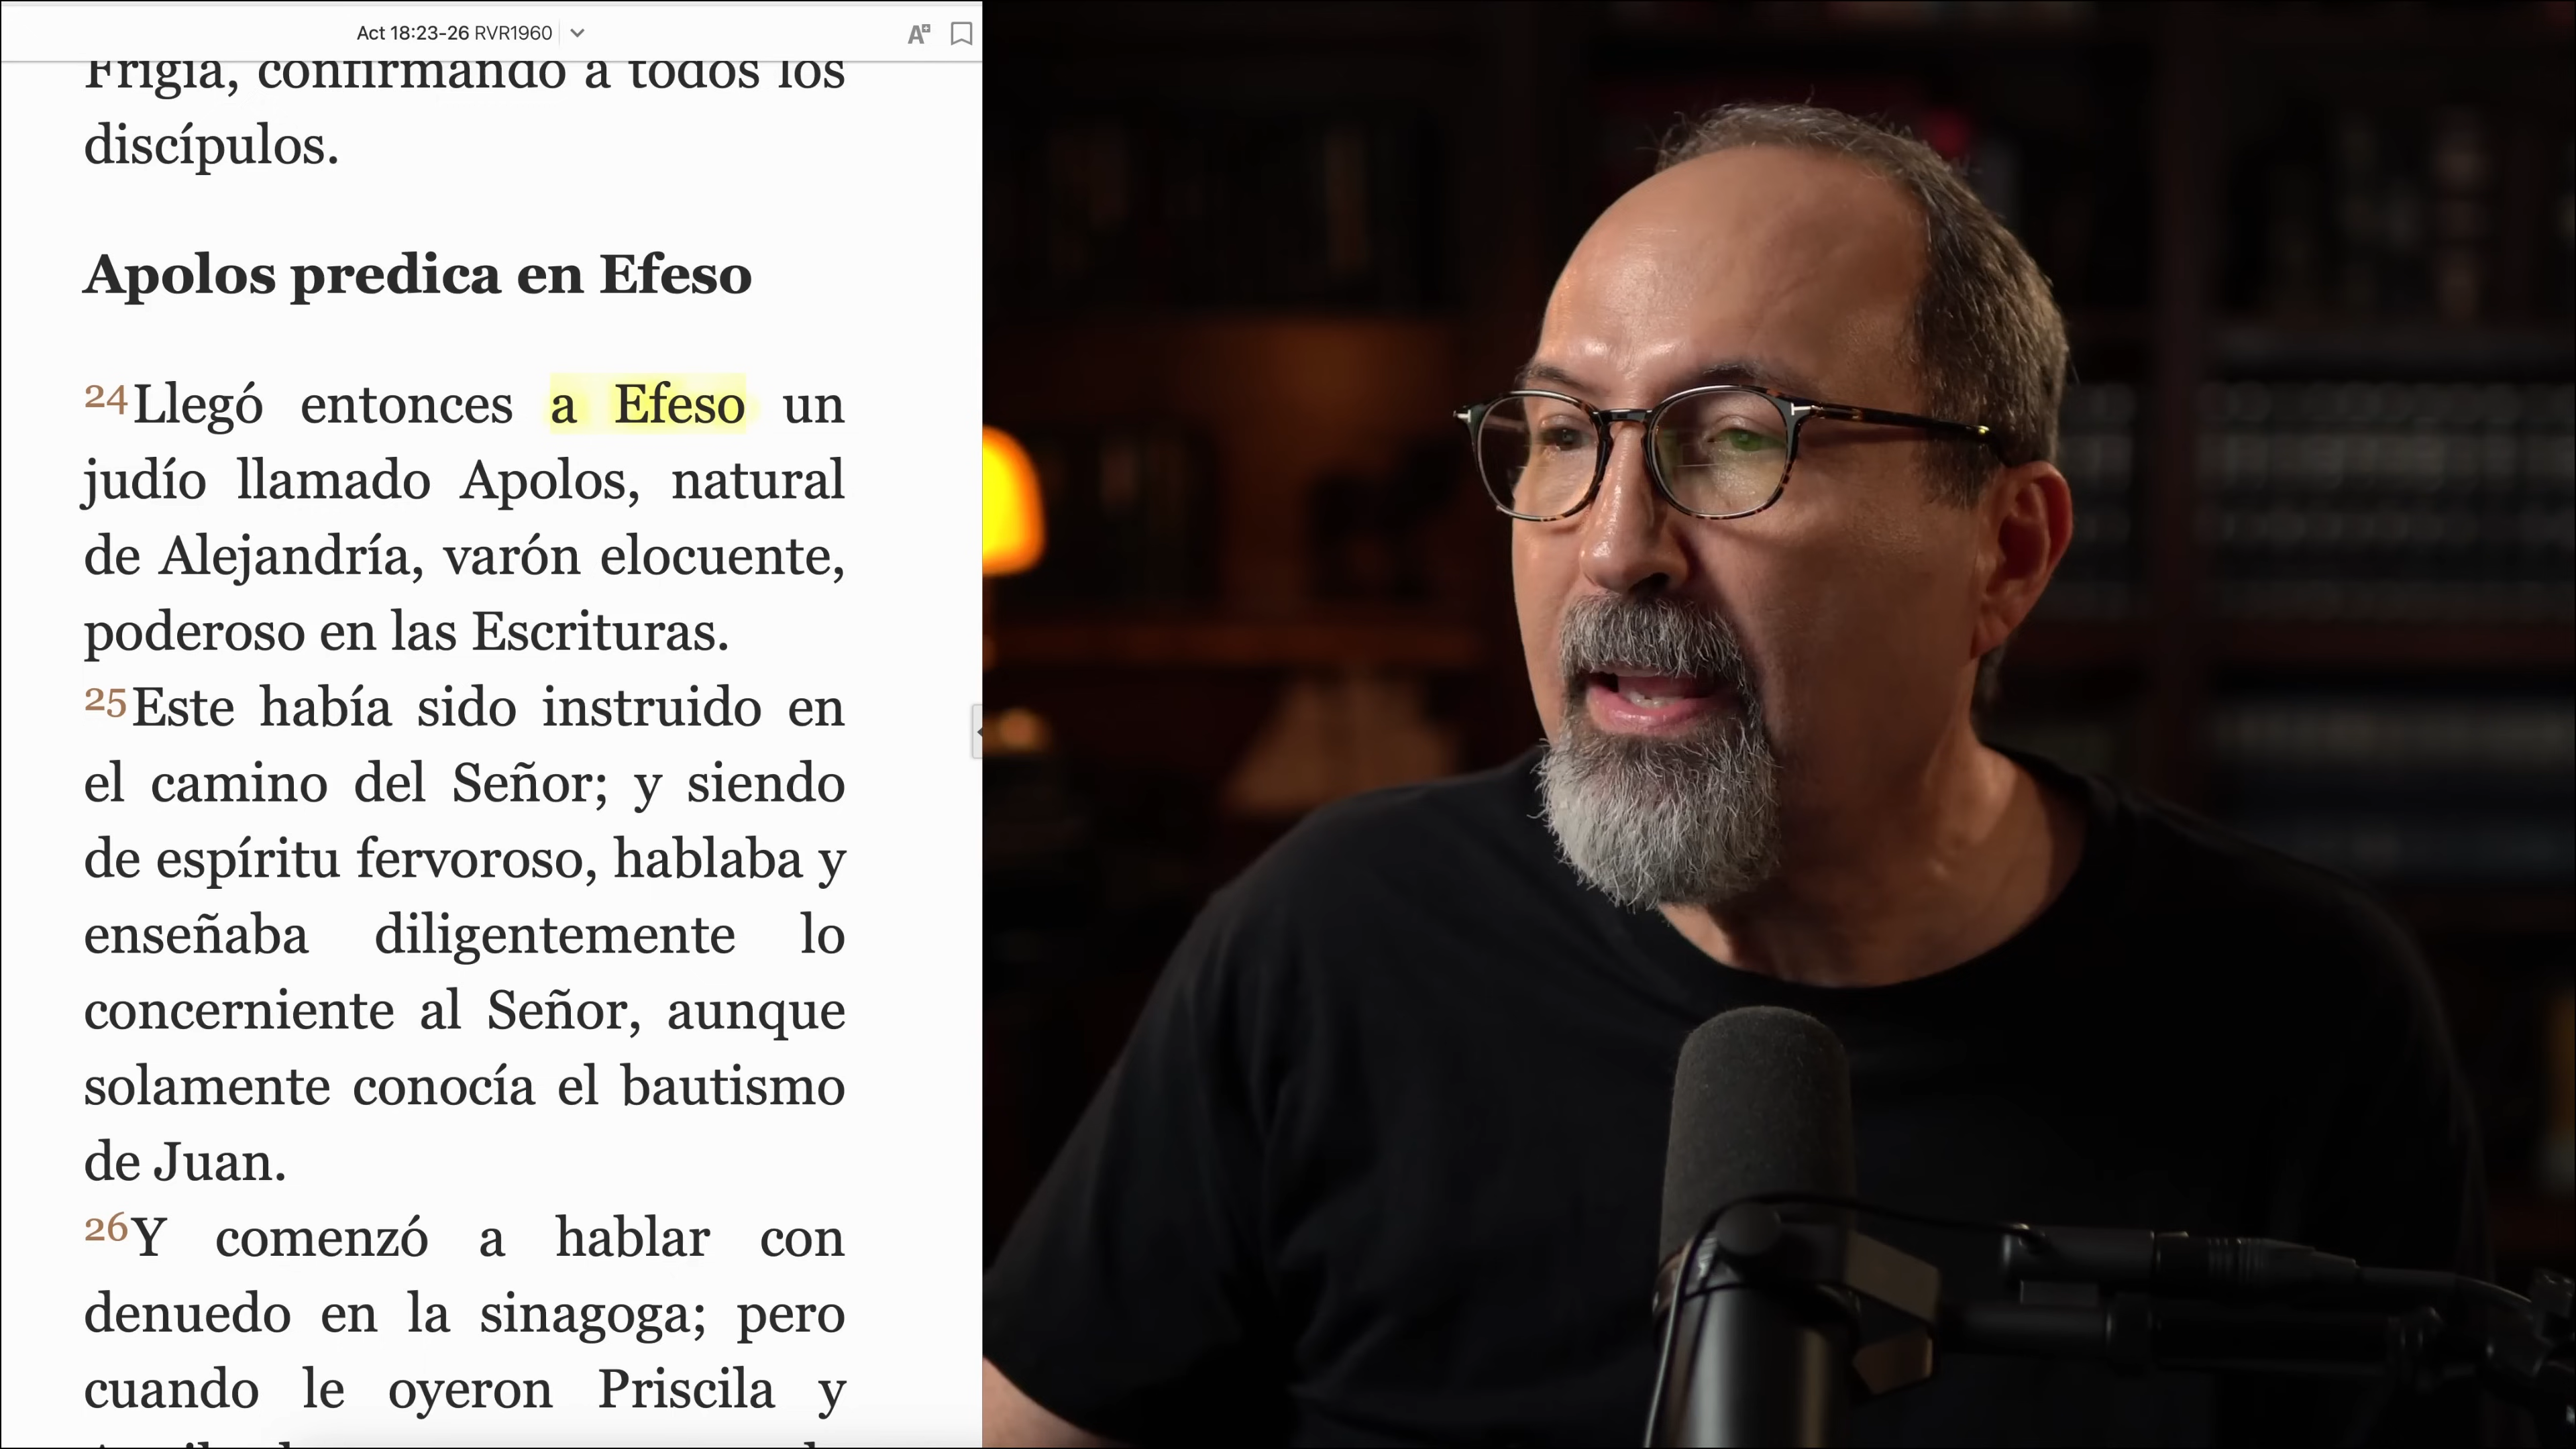 Act 18:23-26 RVR1960
A
Frigia, confirmando a todos los
discípulos.
Apolos predica en Efeso
24Llegó entonces a Efeso un
judío llamado Apolos, natural
de Alejandría, varón elocuente,
poderoso en las Escrituras.
25Este había sido instruido en
el camino del Señor; y siendo
de espíritu fervoroso, hablaba y
enseñaba diligentemente lo
concerniente al Señor, aunque
solamente conocía el bautismo
de Juan.
26Y comenzó a hablar con
denuedo en la sinagoga; pero
cuando le oyeron Priscila y